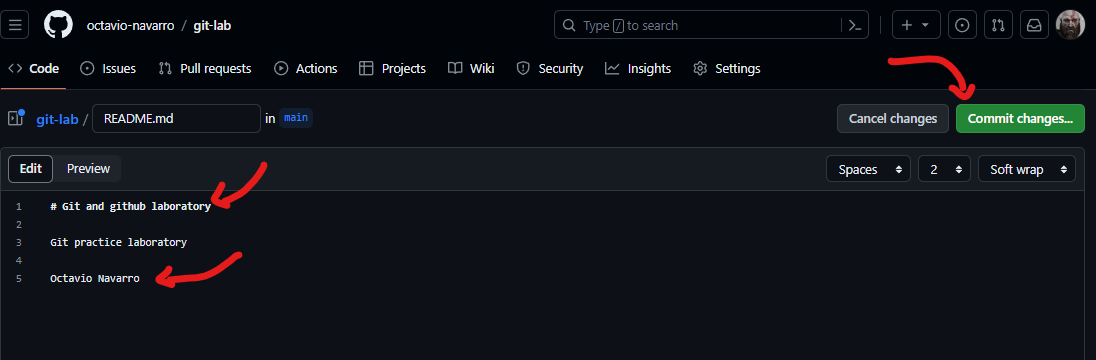 octavio-navarro / git-lab
Type / to search
Code Issues Pull requests Actions Projects Wiki Security Insights Settings
git-lab / README.md in main Cancel changes Commit changes...
Edit Preview Spaces 2 Soft wrap
1 # Git and github laboratory
2
3 Git practice laboratory
4
5 Octavio Navarro